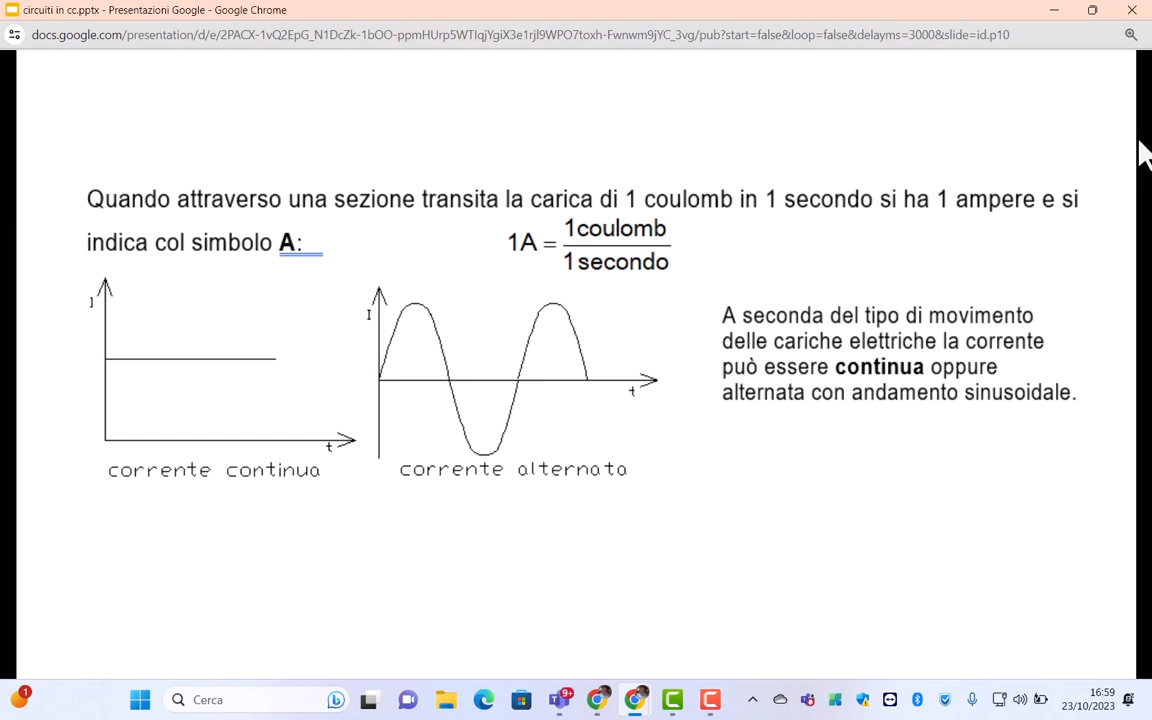 circuiti in cc.pptx - Presentazioni Google - Google Chrome
docs.google.com/presentation/d/e/2PACX-1vQ2EpG_N1DcZk-1bOO-ppmHUrp5WTIqjYgiX3e1rjl9WPO7toxh-Fwnwm9jYC_3vg/pub?start=false&loop=false&delayms=3000&slide=id.p10
Quando attraverso una sezione transita la carica di 1 coulomb in 1 secondo si ha 1 ampere e si
indica col simbolo A:
1A = 1coulomb
1secondo
I
t
corrente continua
I
t
corrente alternata
A seconda del tipo di movimento
delle cariche elettriche la corrente
può essere continua oppure
alternata con andamento sinusoidale.
1
Cerca
9+
16:59
23/10/2023